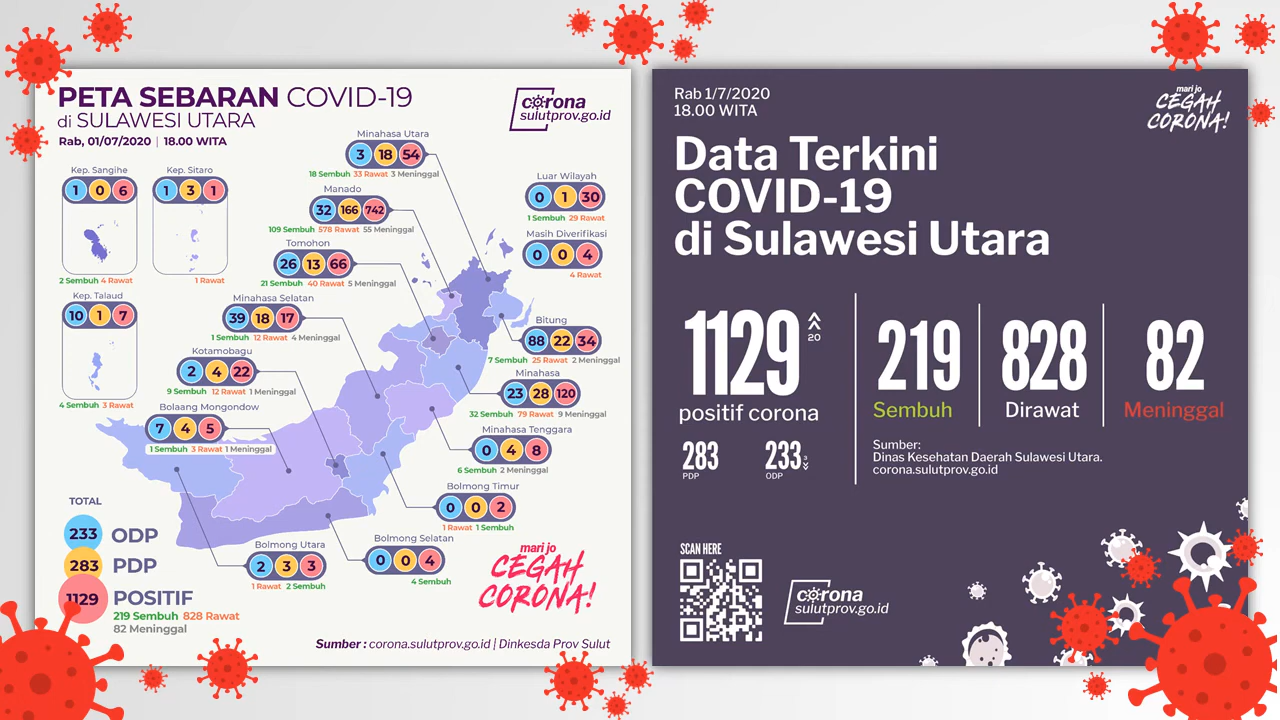 PETA SEBARAN COVID-19
di SULAWESI UTARA
Rab, 01/07/2020 | 18.00 WITA
corona
sulutprov.go.id
Minahasa Utara
3 18 54
18 Sembuh 33 Rawat 3 Meninggal
Kep. Sangihe
1 0 6
2 Sembuh 4 Rawat
Kep. Sitaro
1 3 1
1 Rawat
Manado
32 166 742
109 Sembuh 578 Rawat 55 Meninggal
Luar Wilayah
0 1 30
1 Sembuh 29 Rawat
Masih Diverifikasi
0 0 4
4 Rawat
Tomohon
26 13 66
21 Sembuh 40 Rawat 5 Meninggal
Kep. Talaud
10 1 7
4 Sembuh 3 Rawat
Minahasa Selatan
39 18 17
1 Sembuh 12 Rawat 4 Meninggal
Bitung
88 22 34
7 Sembuh 25 Rawat 2 Meninggal
Kotamobagu
2 4 22
9 Sembuh 12 Rawat 1 Meninggal
Minahasa
23 28 120
32 Sembuh 79 Rawat 9 Meninggal
Bolaang Mongondow
7 4 5
1 Sembuh 3 Rawat 1 Meninggal
Minahasa Tenggara
0 4 8
6 Sembuh 2 Meninggal
Bolmong Timur
0 0 2
1 Rawat 1 Sembuh
Bolmong Utara
2 3 3
1 Rawat 2 Sembuh
Bolmong Selatan
0 0 4
4 Sembuh
TOTAL
233 ODP
283 PDP
1129 POSITIF
219 Sembuh 828 Rawat
82 Meninggal
mari jo
CEGAH
CORONA!
Sumber : corona.sulutprov.go.id | Dinkesda Prov Sulut
Rab 1/7/2020
18.00 WITA
mari jo
CEGAH
CORONA!
Data Terkini
COVID-19
di Sulawesi Utara
1129
20
positif corona
283
PDP
233
3
ODP
219
Sembuh
828
Dirawat
82
Meninggal
Sumber:
Dinas Kesehatan Daerah Sulawesi Utara.
corona.sulutprov.go.id
SCAN HERE
corona
sulutprov.go.id